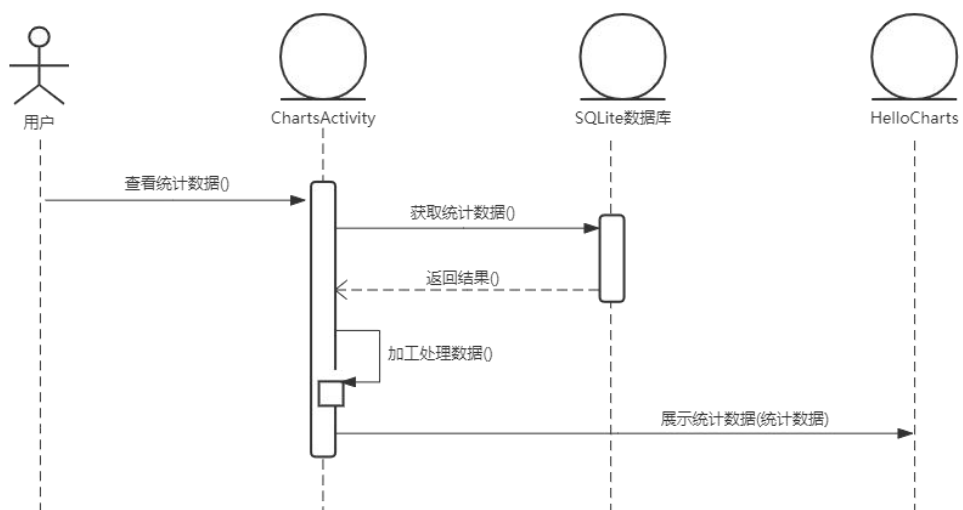 用户
ChartsActivity
SQLite数据库
HelloCharts
查看统计数据()
获取统计数据()
返回结果()
加工处理数据()
展示统计数据(统计数据)